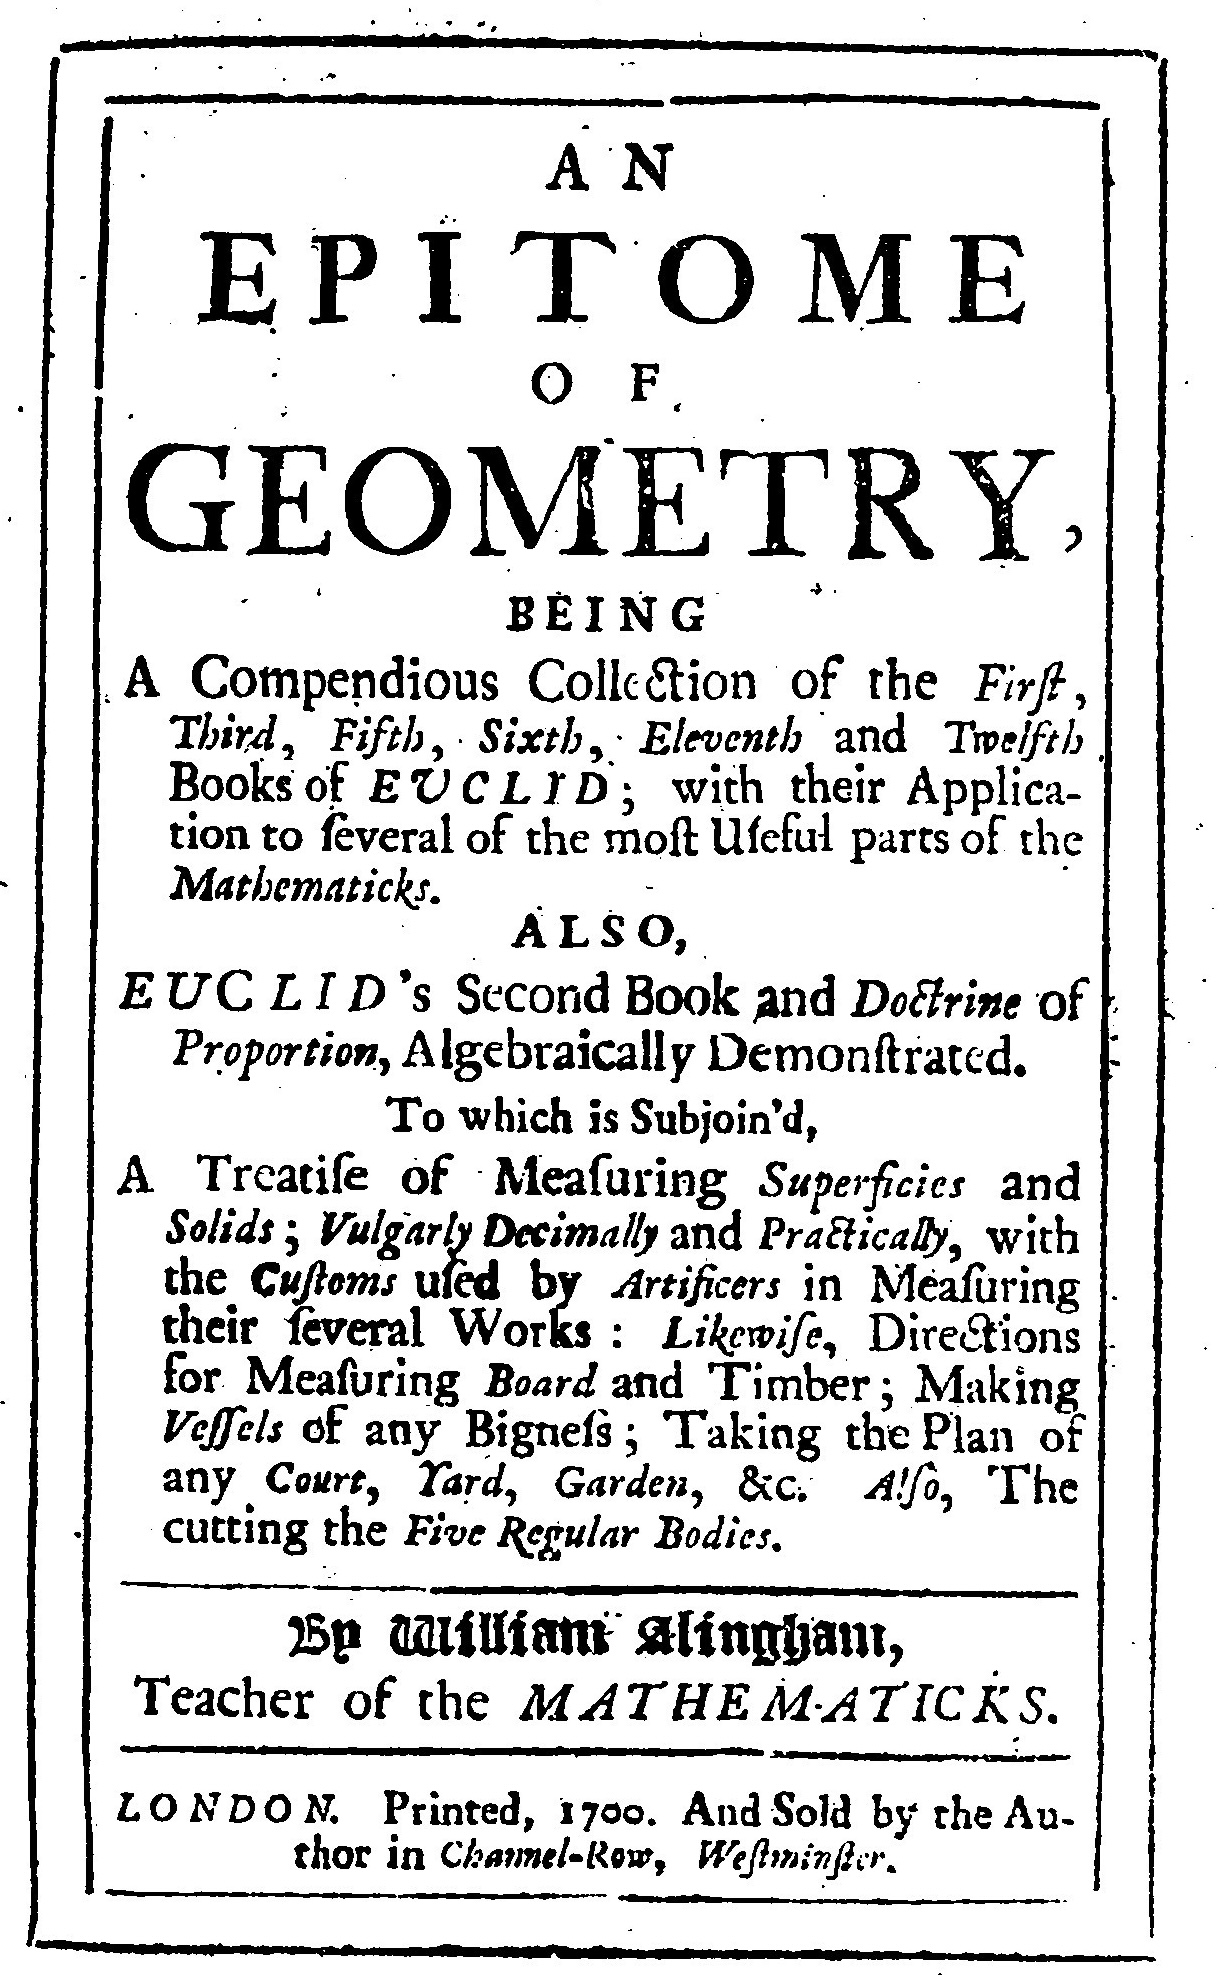 AN
EPITOME
OF
GEOMETRY,
BEING
A Compendious Collection of the Firſt,
Third, Fifth, Sixth, Eleventh and Twelfth
Books of EUCLID; with their Applica-
tion to ſeveral of the moſt Uſeful parts of the
Mathematicks.
ALSO,
EUCLID's Second Book and Doctrine of
Proportion, Algebraically Demonſtrated.
To which is Subjoin'd,
A Treatiſe of Meaſuring Superficies and
Solids; Vulgarly Decimally and Practically, with
the Cuſtoms uſed by Artificers in Meaſuring
their ſeveral Works: Likewiſe, Directions
for Meaſuring Board and Timber; Making
Veſſels of any Bigneſs; Taking the Plan of
any Court, Yard, Garden, &c. Alſo, The
cutting the Five Regular Bodies.
By William Alingham,
Teacher of the MATHEMATICKS.
LONDON. Printed, 1700. And Sold by the Au-
thor in Channel-Row, Weſtminſter.